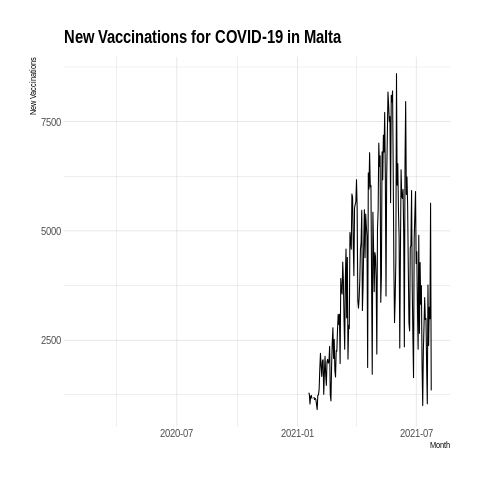 New Vaccinations for COVID-19 in Malta
New Vaccinations
7500
5000
2500
2020-07
2021-01
2021-07
Month